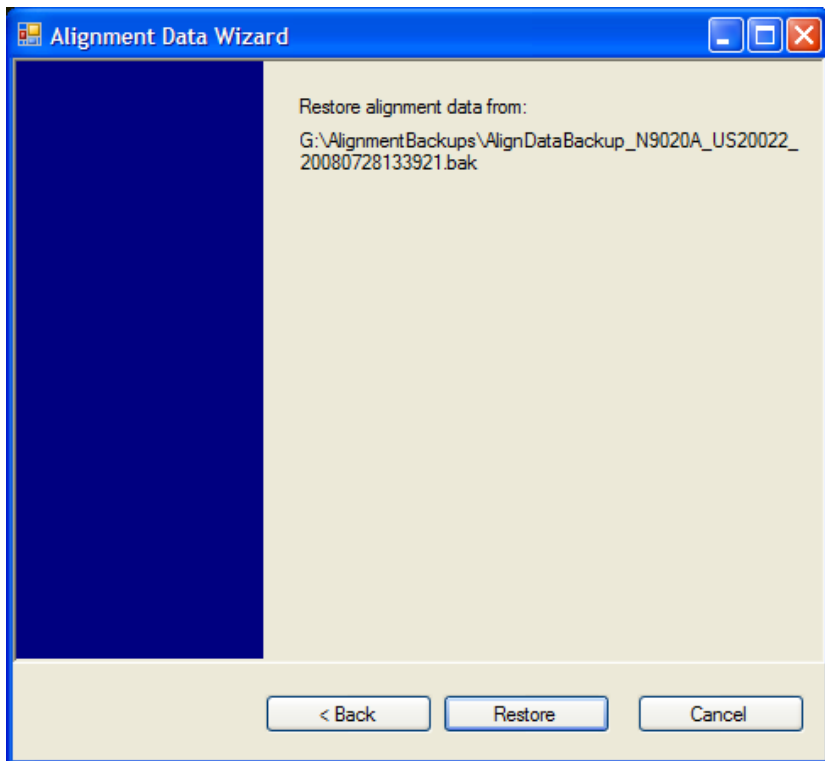 Alignment Data Wizard
Restore alignment data from:
G:\AlignmentBackups\AlignDataBackup_N9020A_US20022_
20080728133921.bak
< Back
Restore
Cancel